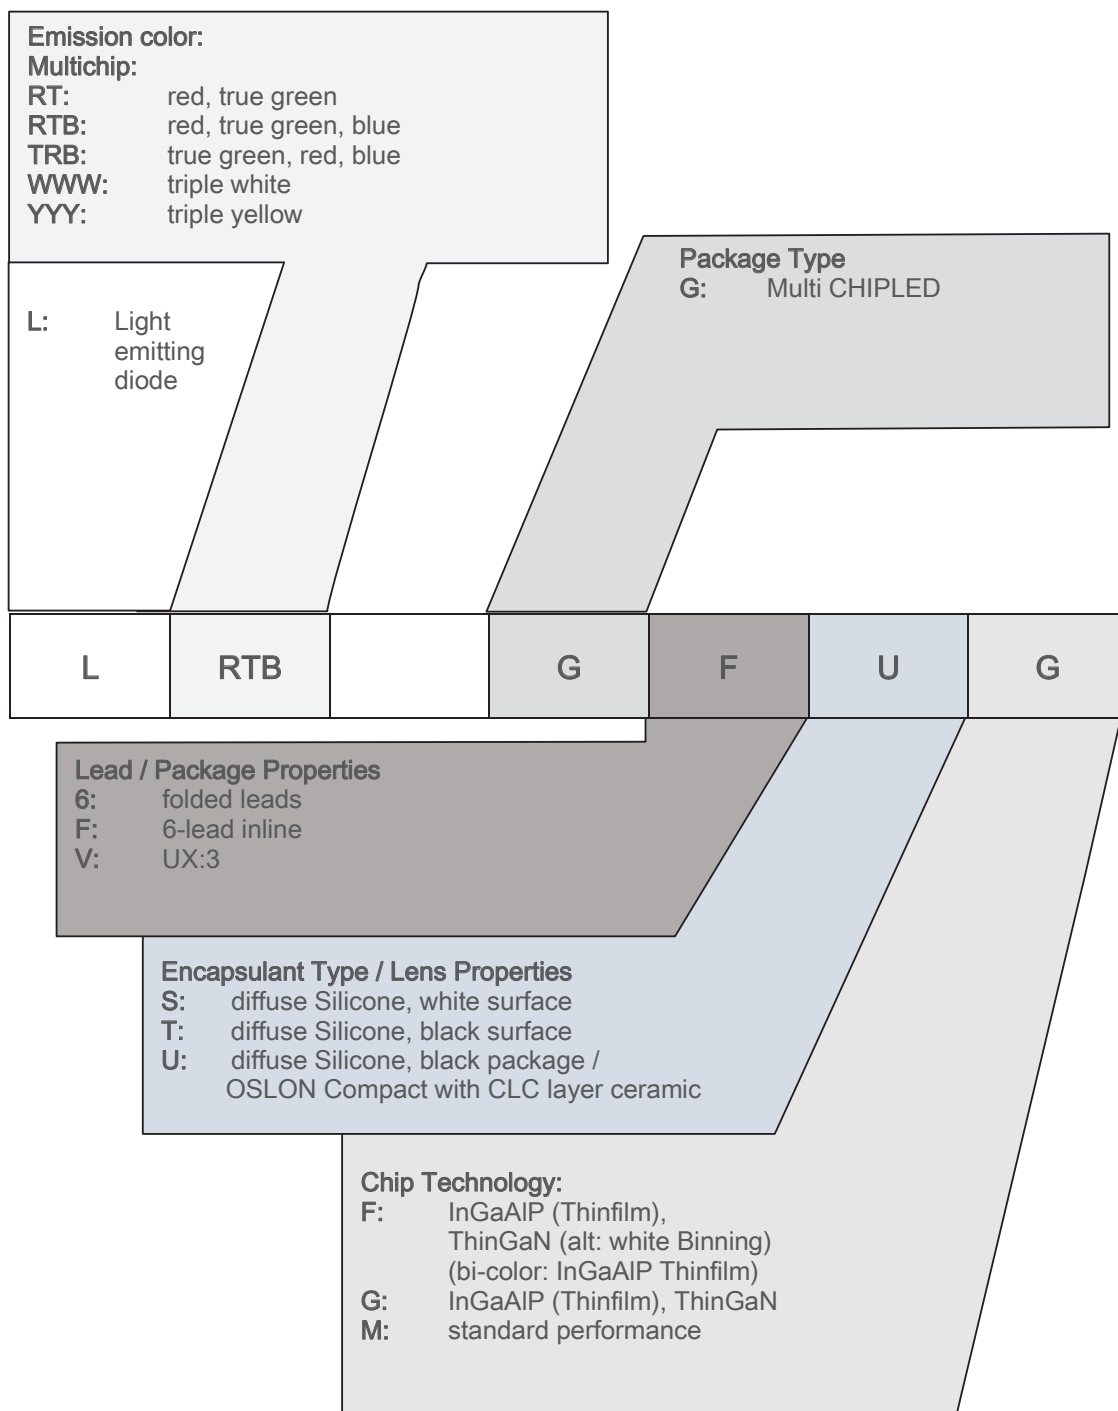 Emission color:
Multichip:
RT: red, true green
RTB: red, true green, blue
TRB: true green, red, blue
WWW: triple white
YYY: triple yellow
Package Type
G: Multi CHIPLED
L: Light
emitting
diode
L RTB G F U G
Lead / Package Properties
6: folded leads
F: 6-lead inline
V: UX:3
Encapsulant Type / Lens Properties
S: diffuse Silicone, white surface
T: diffuse Silicone, black surface
U: diffuse Silicone, black package /
OSLON Compact with CLC layer ceramic
Chip Technology:
F: InGaAlP (Thinfilm),
ThinGaN (alt: white Binning)
(bi-color: InGaAlP Thinfilm)
G: InGaAlP (Thinfilm), ThinGaN
M: standard performance